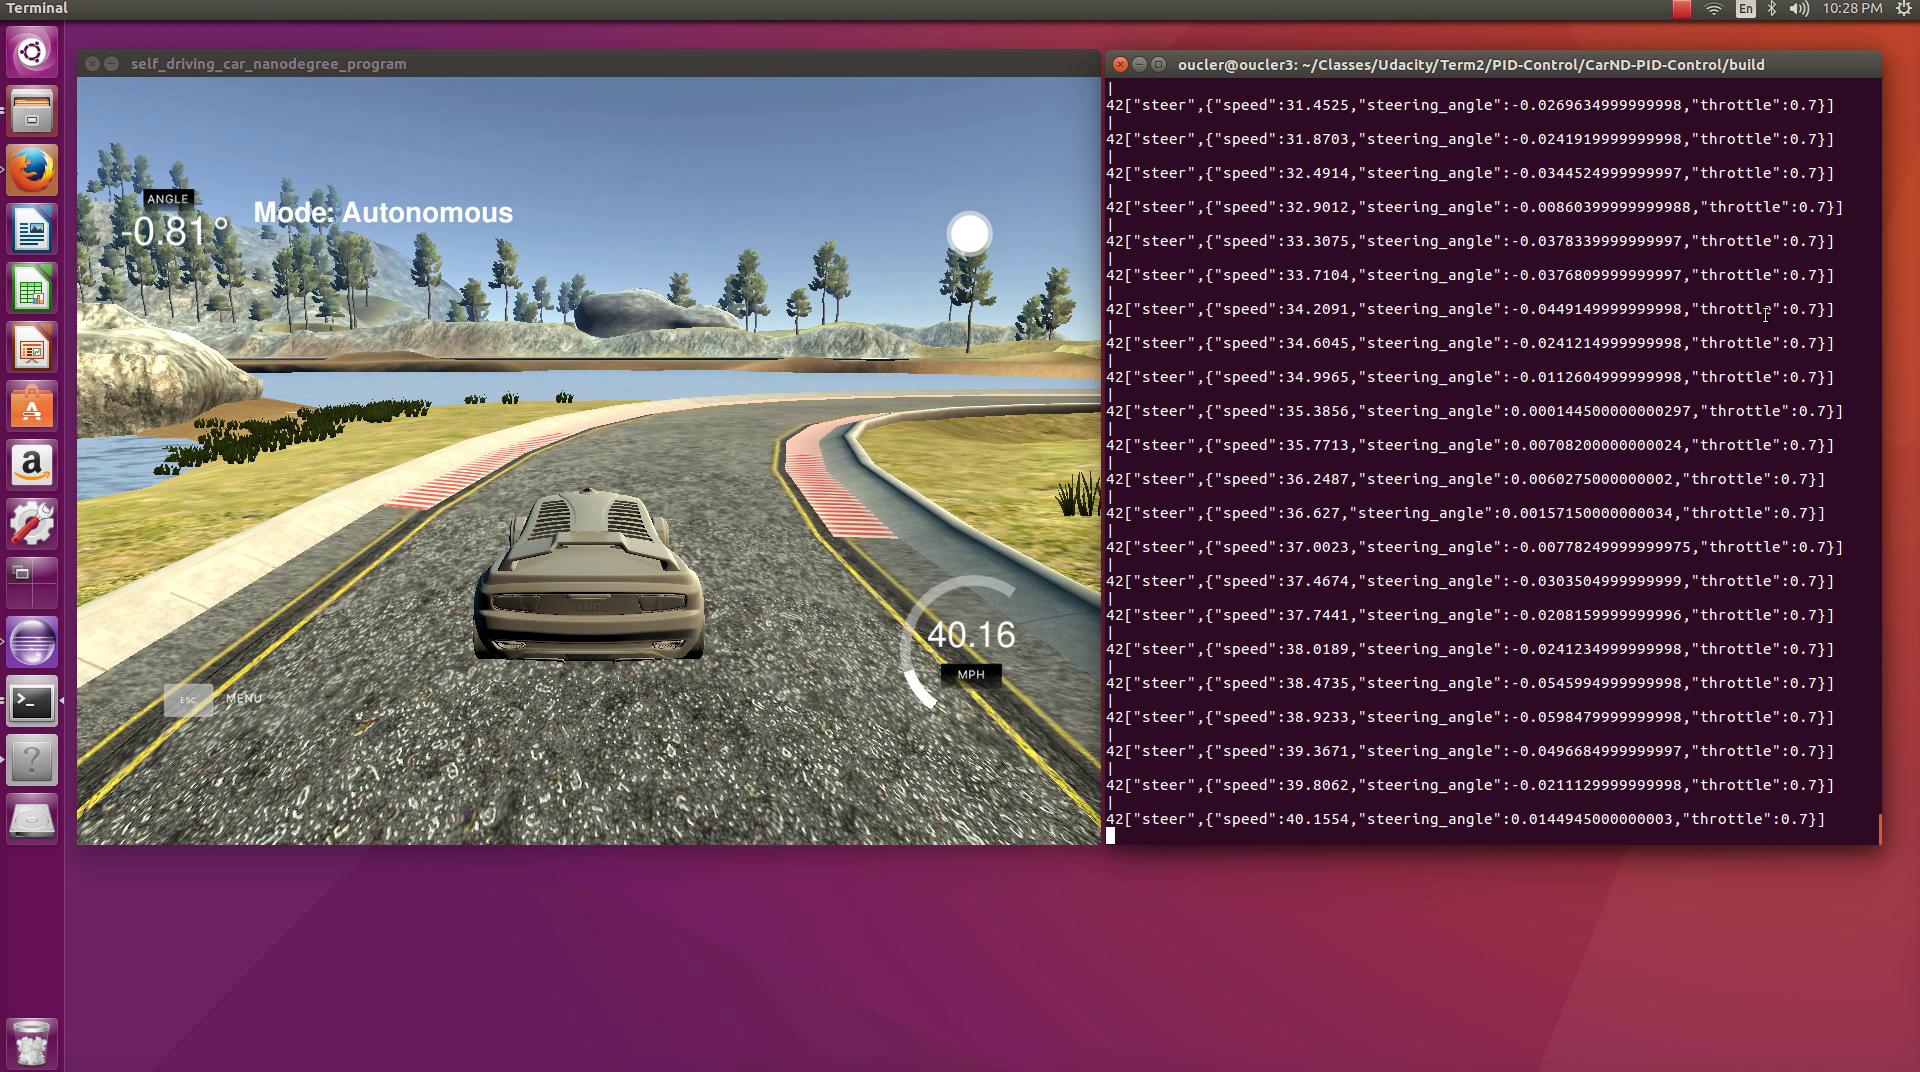 Terminal
En
10:28 PM
self_driving_car_nanodegree_program
ANGLE
-0.81°
Mode: Autonomous
40.16
MPH
ESC
MENU
oucler@oucler3: ~/Classes/Udacity/Term2/PID-Control/CarND-PID-Control/build
|
42["steer",{"speed":31.4525,"steering_angle":-0.0269634999999998,"throttle":0.7}]
|
42["steer",{"speed":31.8703,"steering_angle":-0.0241919999999998,"throttle":0.7}]
|
42["steer",{"speed":32.4914,"steering_angle":-0.0344524999999997,"throttle":0.7}]
|
42["steer",{"speed":32.9012,"steering_angle":-0.00860399999999988,"throttle":0.7}]
|
42["steer",{"speed":33.3075,"steering_angle":-0.0378339999999997,"throttle":0.7}]
|
42["steer",{"speed":33.7104,"steering_angle":-0.0376809999999997,"throttle":0.7}]
|
42["steer",{"speed":34.2091,"steering_angle":-0.0449149999999998,"throttle":0.7}]
|
42["steer",{"speed":34.6045,"steering_angle":-0.0241214999999998,"throttle":0.7}]
|
42["steer",{"speed":34.9965,"steering_angle":-0.0112604999999998,"throttle":0.7}]
|
42["steer",{"speed":35.3856,"steering_angle":0.000144500000000297,"throttle":0.7}]
|
42["steer",{"speed":35.7713,"steering_angle":0.00708200000000024,"throttle":0.7}]
|
42["steer",{"speed":36.2487,"steering_angle":0.0060275000000002,"throttle":0.7}]
|
42["steer",{"speed":36.627,"steering_angle":0.00157150000000034,"throttle":0.7}]
|
42["steer",{"speed":37.0023,"steering_angle":-0.00778249999999975,"throttle":0.7}]
|
42["steer",{"speed":37.4674,"steering_angle":-0.0303504999999999,"throttle":0.7}]
|
42["steer",{"speed":37.7441,"steering_angle":-0.0208159999999996,"throttle":0.7}]
|
42["steer",{"speed":38.0189,"steering_angle":-0.0241234999999998,"throttle":0.7}]
|
42["steer",{"speed":38.4735,"steering_angle":-0.0545994999999998,"throttle":0.7}]
|
42["steer",{"speed":38.9233,"steering_angle":-0.0598479999999998,"throttle":0.7}]
|
42["steer",{"speed":39.3671,"steering_angle":-0.0496684999999997,"throttle":0.7}]
|
42["steer",{"speed":39.8062,"steering_angle":-0.0211129999999998,"throttle":0.7}]
|
42["steer",{"speed":40.1554,"steering_angle":0.0144945000000003,"throttle":0.7}]